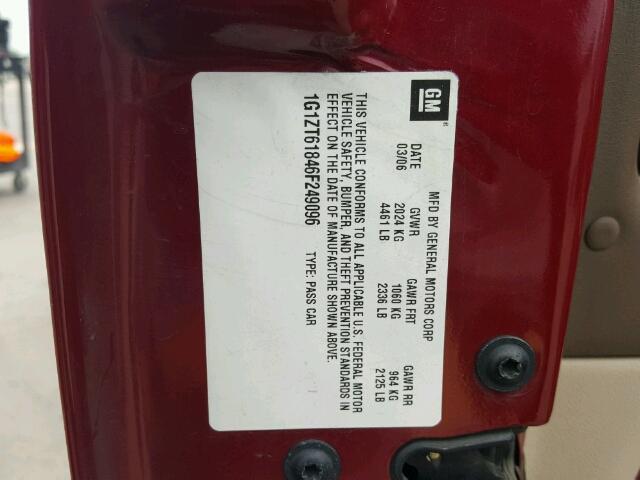 GM
MFD BY GENERAL MOTORS CORP
DATE GVWR GAWR FRT GAWR RR
03/06 2024 KG 1060 KG 964 KG
4461 LB 2336 LB 2125 LB
THIS VEHICLE CONFORMS TO ALL APPLICABLE U.S. FEDERAL MOTOR
VEHICLE SAFETY, BUMPER, AND THEFT PREVENTION STANDARDS IN
EFFECT ON THE DATE OF MANUFACTURE SHOWN ABOVE.
1G1ZT61846F249096 TYPE: PASS CAR